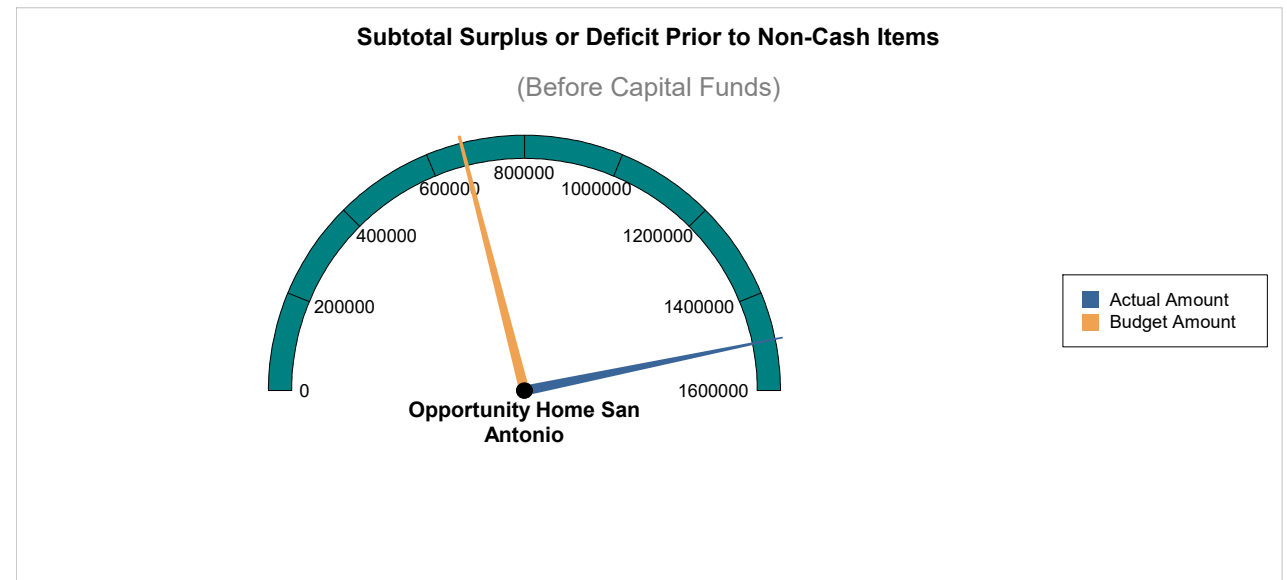 Subtotal Surplus or Deficit Prior to Non-Cash Items
(Before Capital Funds)
800000
600000
1000000
400000
1200000
200000
1400000
0
1600000
Actual Amount
Budget Amount
Opportunity Home San
Antonio